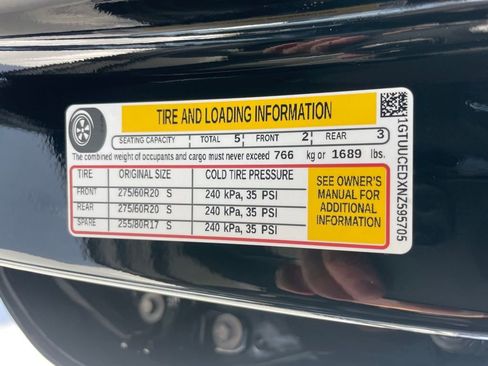 TIRE AND LOADING INFORMATION
SEATING CAPACITY TOTAL 5 FRONT 2 REAR 3
The combined weight of occupants and cargo must never exceed 766 kg or 1689 lbs.
TIRE ORIGINAL SIZE COLD TIRE PRESSURE
FRONT 275/60R20 S 240 kPa, 35 PSI
REAR 275/60R20 S 240 kPa, 35 PSI
SPARE 255/80R17 S 240 kPa, 35 PSI
SEE OWNER'S
MANUAL FOR
ADDITIONAL
INFORMATION
1GTUUCEDXNZ595705